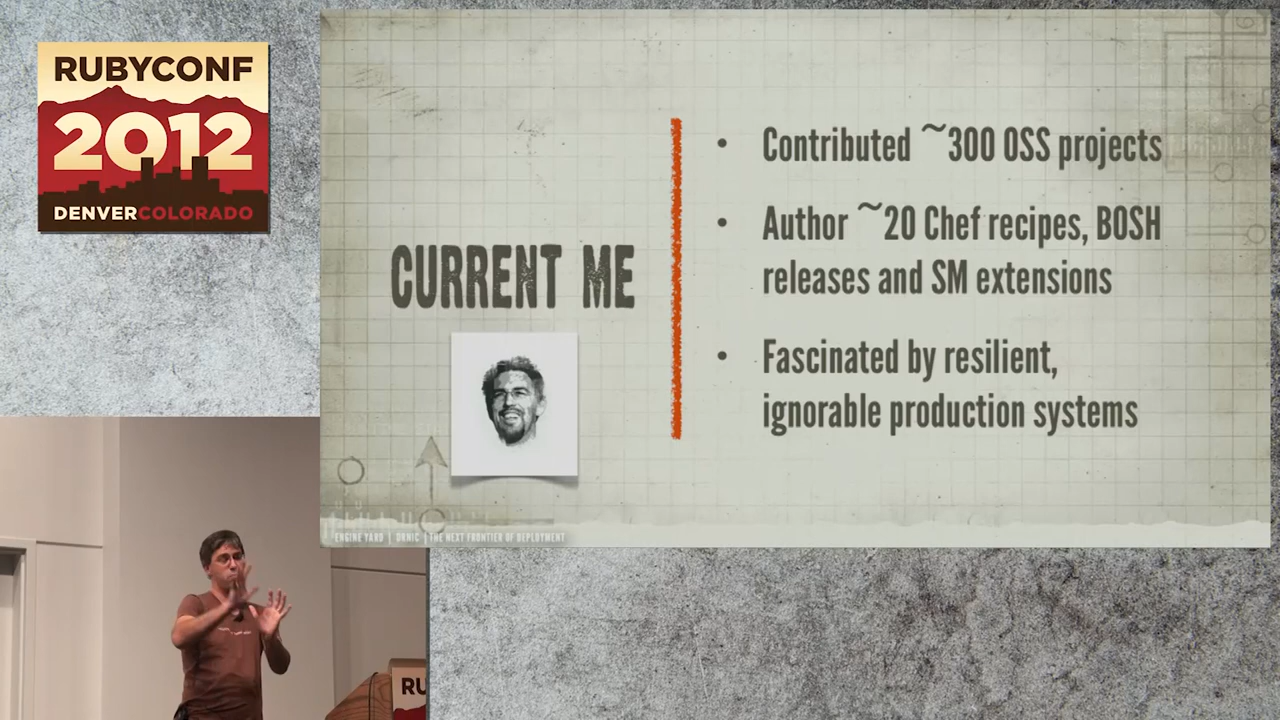 RUBYCONF
2012
DENVERCOLORADO
CURRENT ME
• Contributed ~300 OSS projects
• Author ~20 Chef recipes, BOSH
releases and SM extensions
• Fascinated by resilient,
ignorable production systems
ENGINE YARD | DRNIC | THE NEXT FRONTIER OF DEPLOYMENT
RU